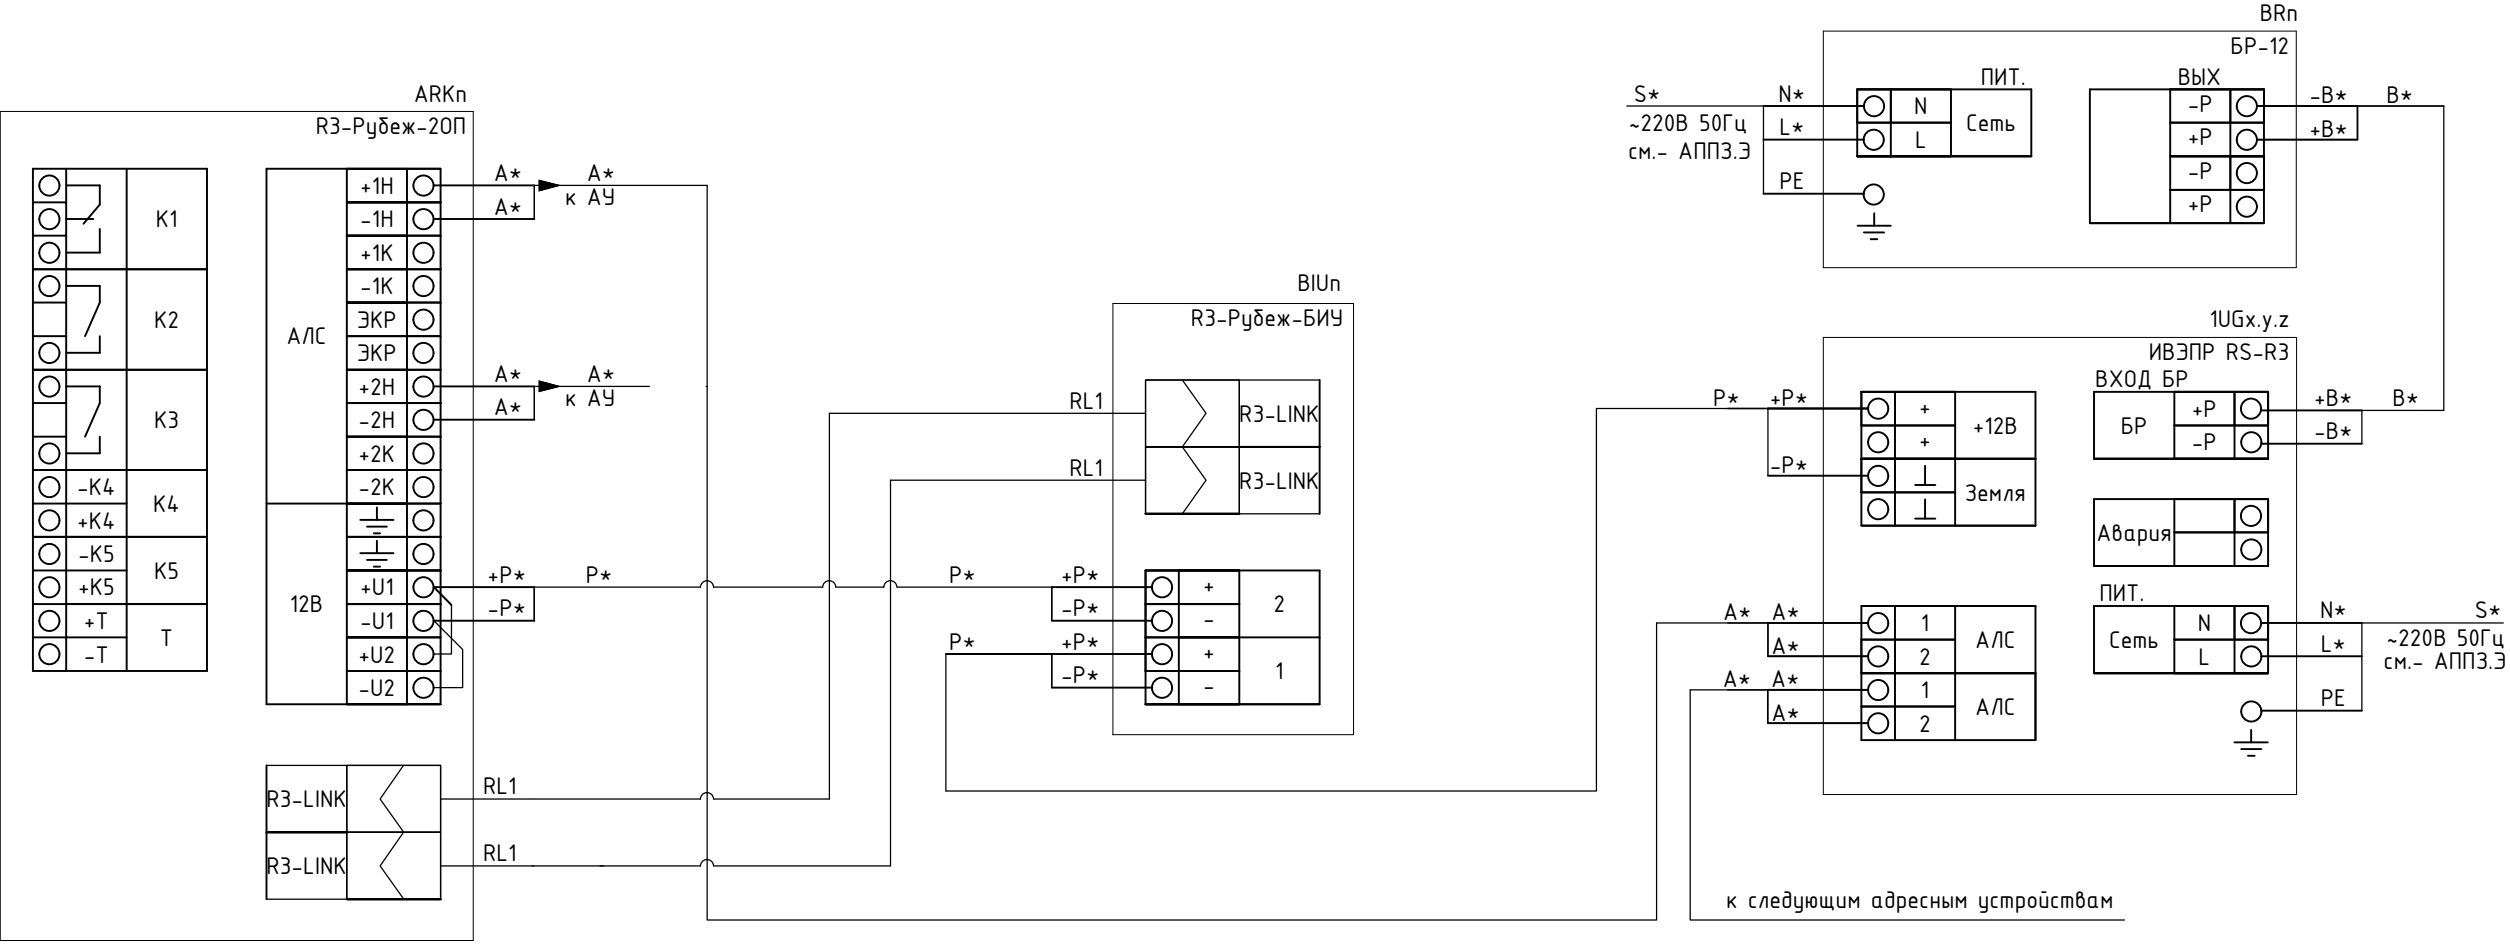 ARKn
R3-Рубеж-2ОП
K1
K2
K3
-K4
+K4
K4
-K5
+K5
K5
+T
-T
T
АЛС
+1Н
-1Н
+1К
-1К
ЭКР
ЭКР
+2Н
-2Н
+2К
-2К
12В
+U1
-U1
+U2
-U2
R3-LINK
R3-LINK
A*
A*
A*
к АУ
A*
A*
A*
к АУ
+P*
-P*
P*
RL1
RL1
BIUn
R3-Рубеж-БИУ
RL1
R3-LINK
RL1
R3-LINK
P*
+P*
-P*
+
-
2
P*
+P*
-P*
+
-
1
BRn
БР-12
S*
~220В 50Гц
см.- АППЗ.Э
N*
L*
PE
ПИТ.
N
L
Сеть
ВЫХ
-P
+P
-P
+P
-B*
+B*
B*
1UGx.y.z
ИВЭПР RS-R3
P*
+P*
-P*
+
+
+12В
⊥
⊥
Земля
A*
A*
A*
1
2
АЛС
A*
A*
A*
1
2
АЛС
ВХОД БР
БР
+P
-P
+B*
-B*
B*
Авария
ПИТ.
Сеть
N
L
N*
L*
PE
S*
~220В 50Гц
см.- АППЗ.Э
к следующим адресным устройствам